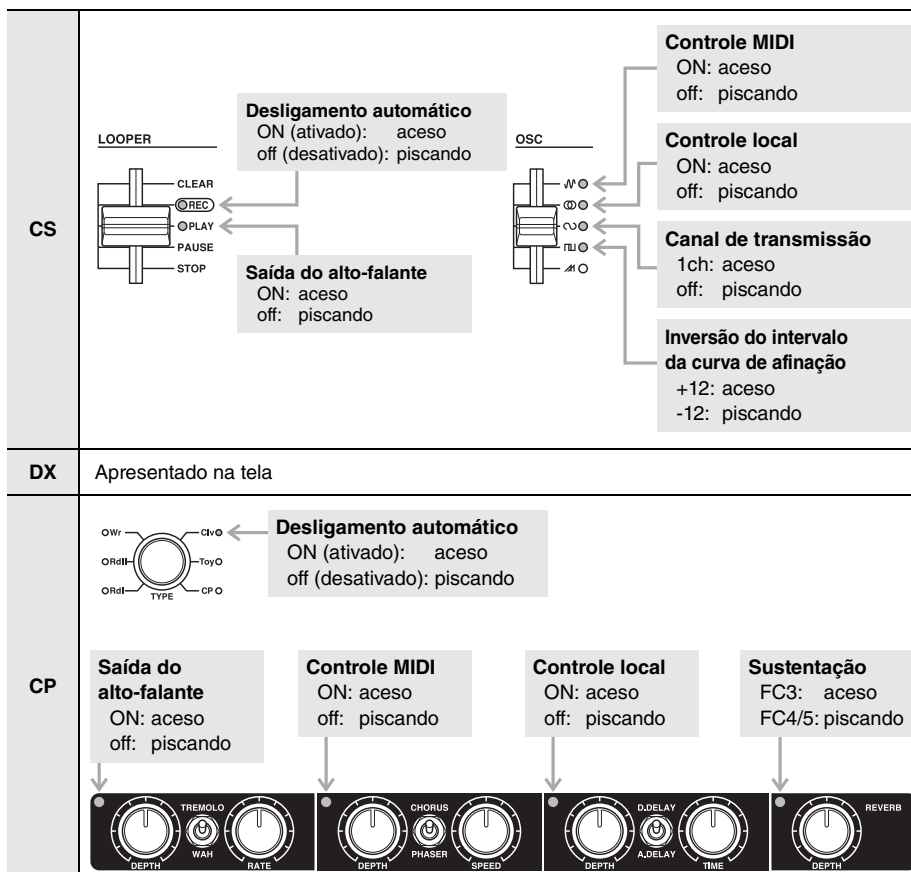 CS
LOOPER
CLEAR
REC
PLAY
PAUSE
STOP
Desligamento automático
ON (ativado): aceso
off (desativado): piscando
Saída do alto-falante
ON: aceso
off: piscando
OSC
Controle MIDI
ON: aceso
off: piscando
Controle local
ON: aceso
off: piscando
Canal de transmissão
1ch: aceso
off: piscando
Inversão do intervalo
da curva de afinação
+12: aceso
-12: piscando
DX
Apresentado na tela
CP
Wr
RdII
RdI
TYPE
Clv
Toy
CP
Desligamento automático
ON (ativado): aceso
off (desativado): piscando
Saída do
alto-falante
ON: aceso
off: piscando
Controle MIDI
ON: aceso
off: piscando
Controle local
ON: aceso
off: piscando
Sustentação
FC3: aceso
FC4/5: piscando
TREMOLO
WAH
DEPTH
RATE
CHORUS
PHASER
DEPTH
SPEED
D.DELAY
A.DELAY
DEPTH
TIME
REVERB
DEPTH